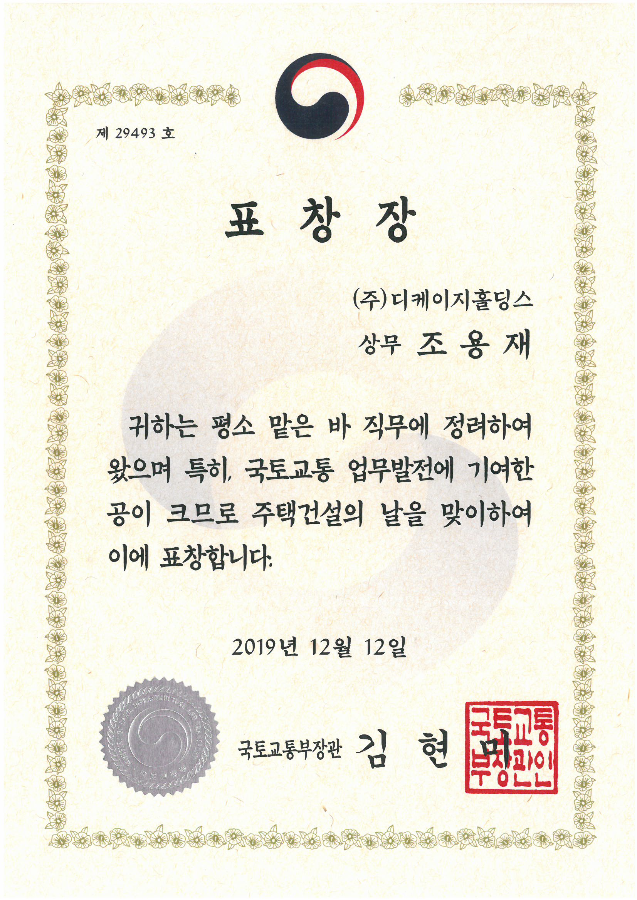 제 29493 호
표 창 장
(주)디케이지홀딩스
상무 조 용 재
귀하는 평소 맡은 바 직무에 정려하여
왔으며 특히, 국토교통 업무발전에 기여한
공이 크므로 주택건설의 날을 맞이하여
이에 표창합니다.
2019년 12월 12일
국토교통부장관 김 현 미
국토교통
부장관인